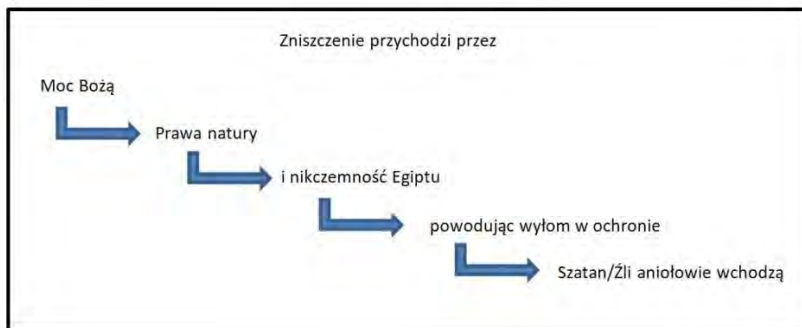 Zniszczenie przychodzi przez
Moc Bożą
Prawa natury
i nikczemność Egiptu
powodując wyłom w ochronie
Szatan/Źli aniołowie wchodzą